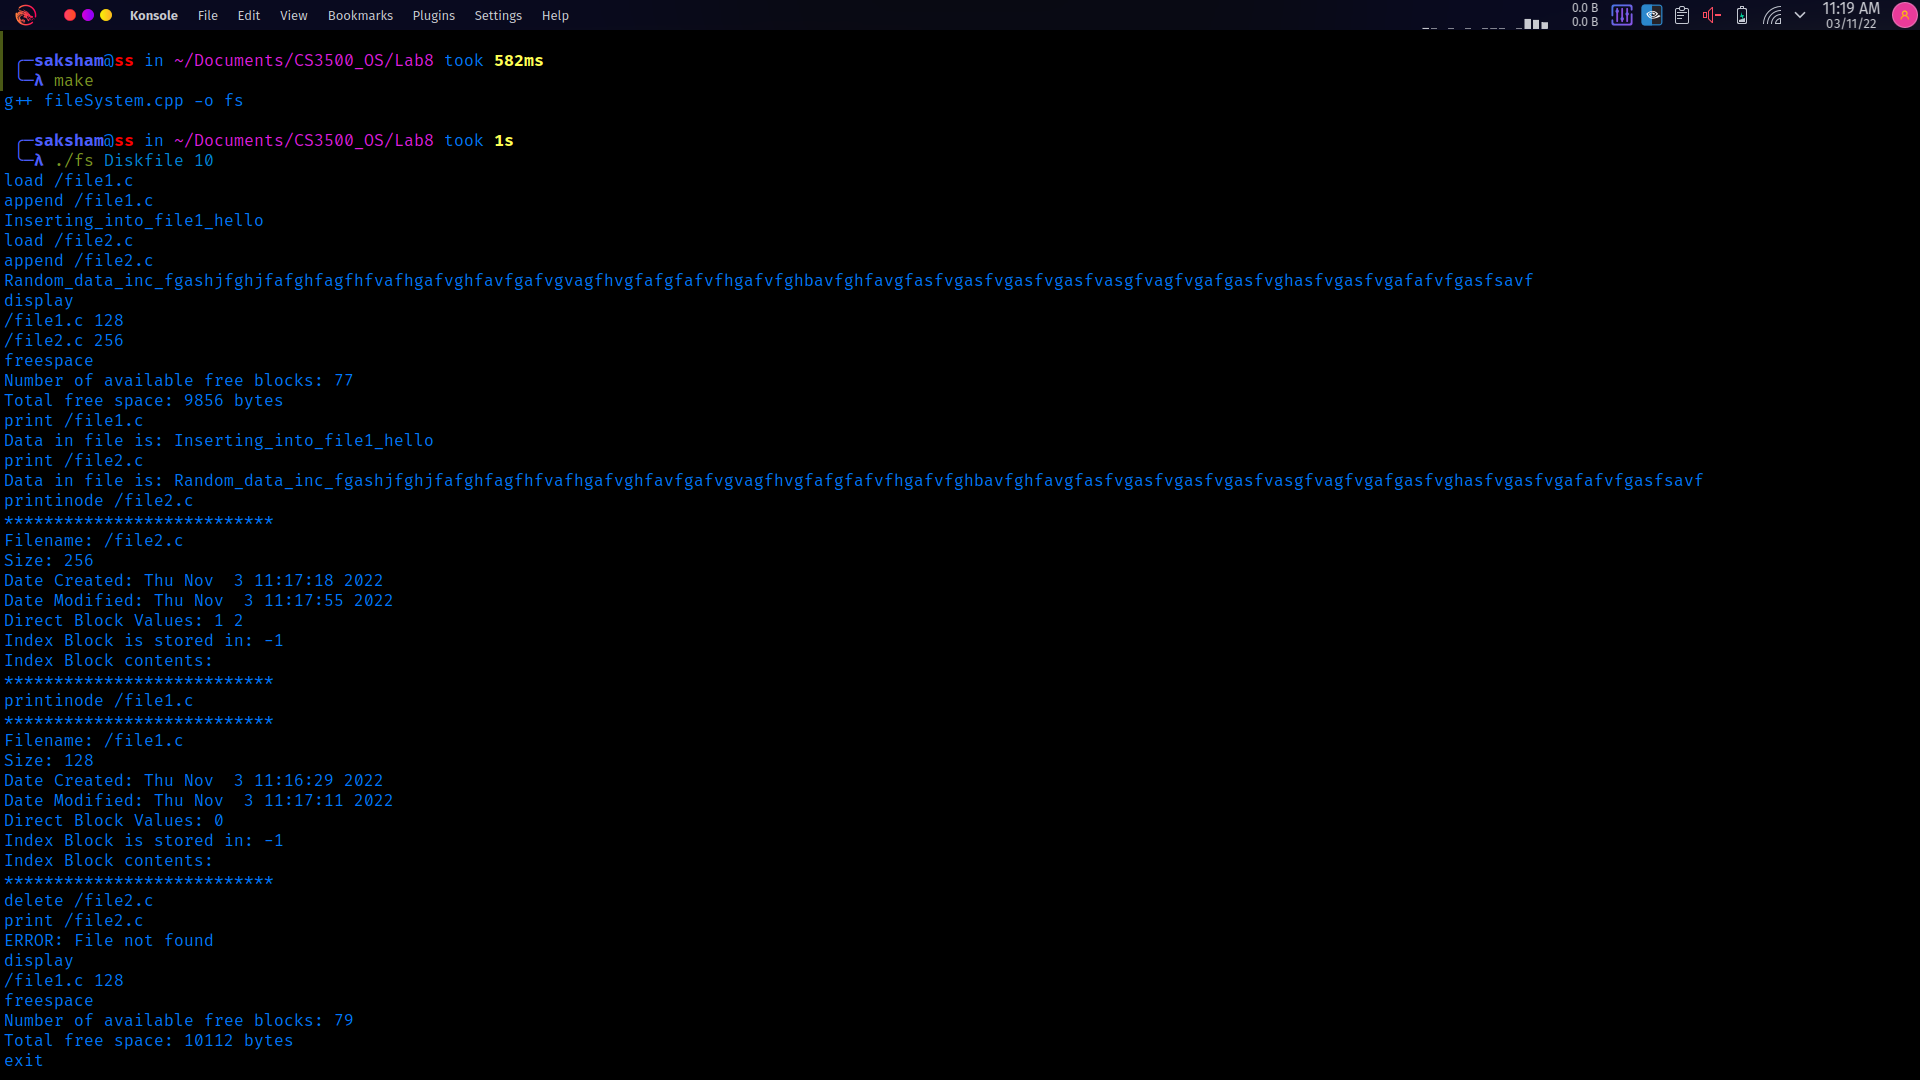 Konsole File Edit View Bookmarks Plugins Settings Help
0.0 B
0.0 B
11:19 AM
03/11/22
saksham@ss in ~/Documents/CS3500_OS/Lab8 took 582ms
λ make
g++ fileSystem.cpp -o fs
saksham@ss in ~/Documents/CS3500_OS/Lab8 took 1s
λ ./fs Diskfile 10
load /file1.c
append /file1.c
Inserting_into_file1_hello
load /file2.c
append /file2.c
Random_data_inc_fgashjfghjfafghfagfhfvafhgafvghfavfgafvgvagfhvgfafgfafvfhgafvfghbavfghfavgfasfvgasfvgasfvgasfvasgfvagfvgafgasfvghasfvgasfvgafafvfgasfsavf
display
/file1.c 128
/file2.c 256
freespace
Number of available free blocks: 77
Total free space: 9856 bytes
print /file1.c
Data in file is: Inserting_into_file1_hello
print /file2.c
Data in file is: Random_data_inc_fgashjfghjfafghfagfhfvafhgafvghfavfgafvgvagfhvgfafgfafvfhgafvfghbavfghfavgfasfvgasfvgasfvgasfvasgfvagfvgafgasfvghasfvgasfvgafafvfgasfsavf
printinode /file2.c
***************************
Filename: /file2.c
Size: 256
Date Created: Thu Nov  3 11:17:18 2022
Date Modified: Thu Nov  3 11:17:55 2022
Direct Block Values: 1 2
Index Block is stored in: -1
Index Block contents:
***************************
printinode /file1.c
***************************
Filename: /file1.c
Size: 128
Date Created: Thu Nov  3 11:16:29 2022
Date Modified: Thu Nov  3 11:17:11 2022
Direct Block Values: 0
Index Block is stored in: -1
Index Block contents:
***************************
delete /file2.c
print /file2.c
ERROR: File not found
display
/file1.c 128
freespace
Number of available free blocks: 79
Total free space: 10112 bytes
exit